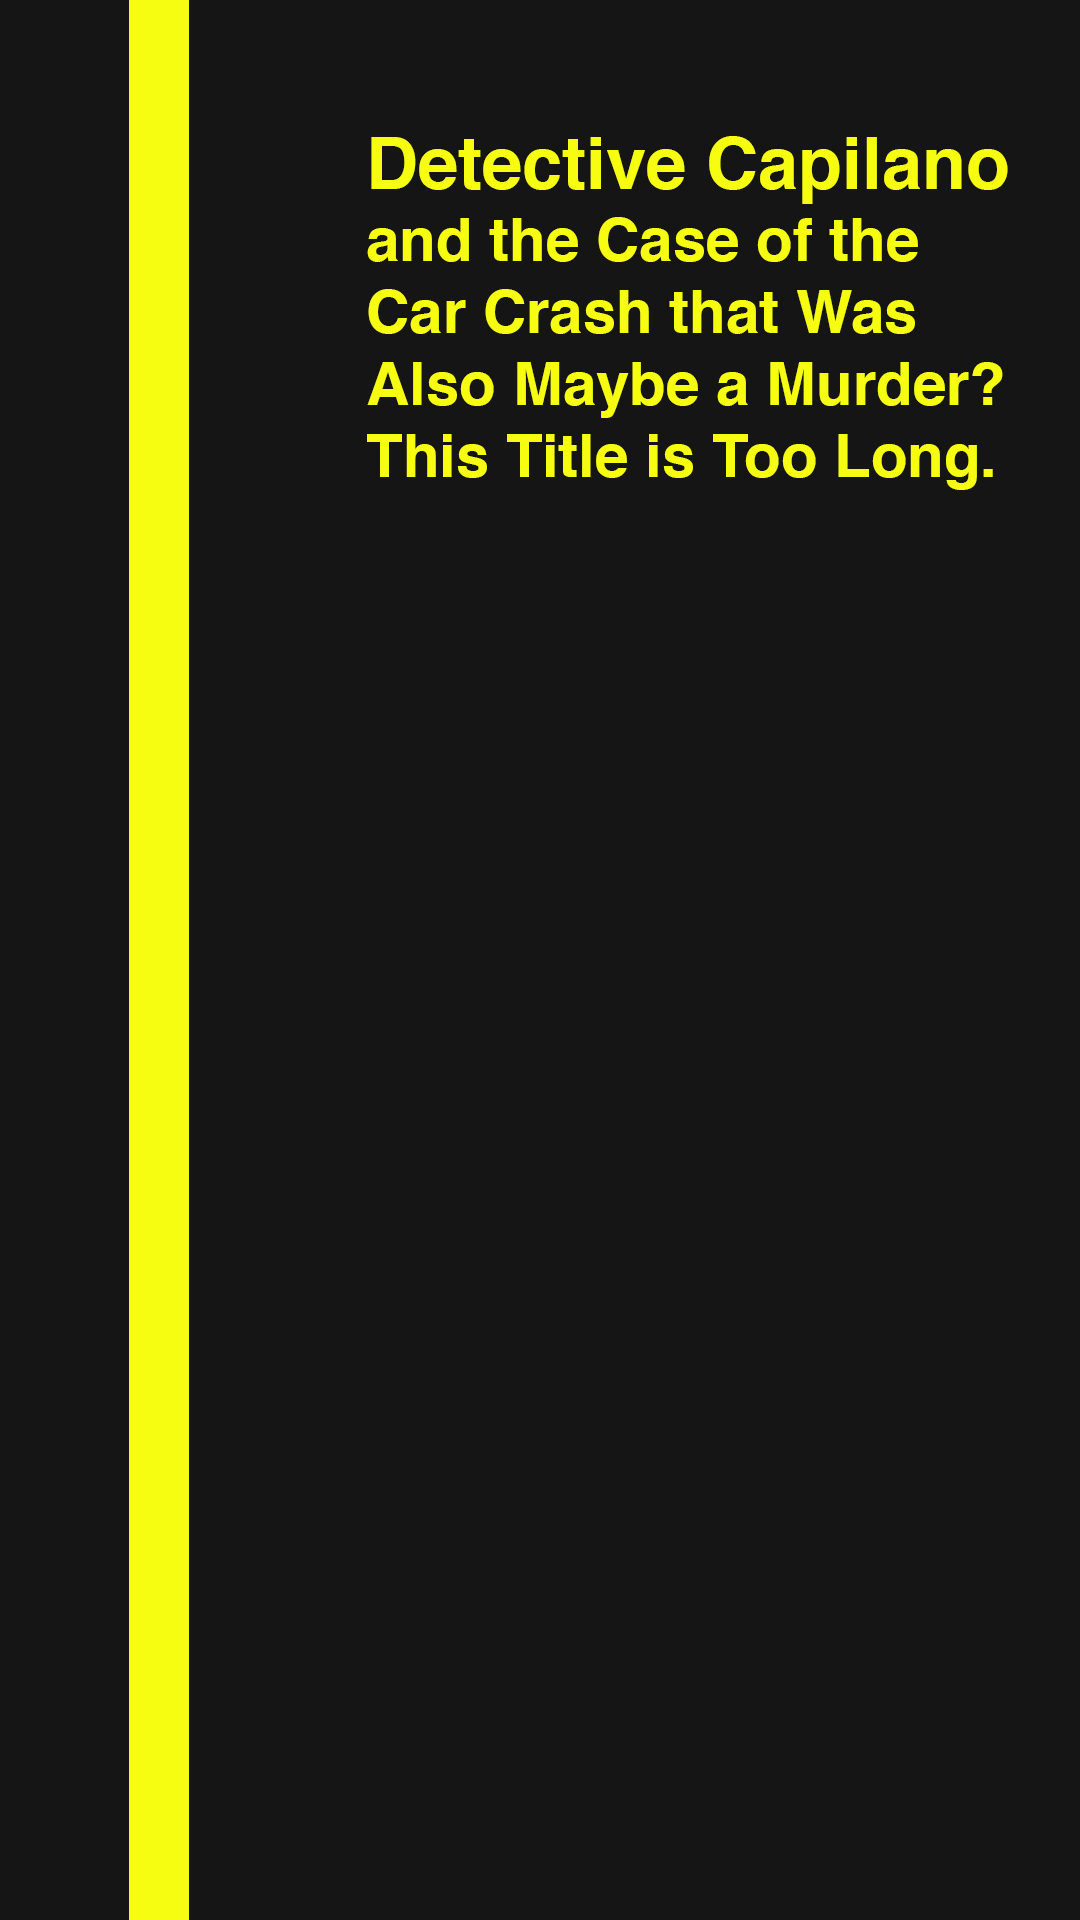 Detective Capilano
and the Case of the
Car Crash that Was
Also Maybe a Murder?
This Title is Too Long.